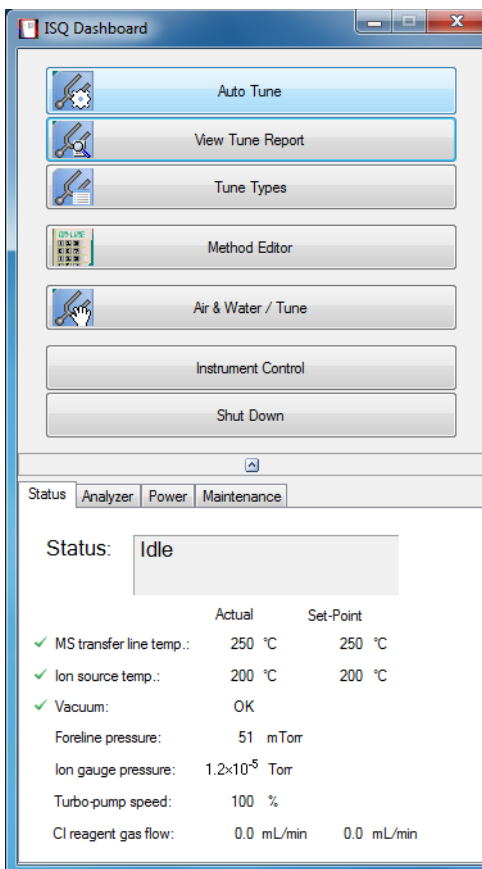 ISQ Dashboard
Auto Tune
View Tune Report
Tune Types
Method Editor
Air & Water / Tune
Instrument Control
Shut Down
Status Analyzer Power Maintenance
Status: Idle
Actual Set-Point
MS transfer line temp.: 250 °C 250 °C
Ion source temp.: 200 °C 200 °C
Vacuum: OK
Foreline pressure: 51 mTorr
Ion gauge pressure: 1.2×10⁻⁵ Torr
Turbo-pump speed: 100 %
CI reagent gas flow: 0.0 mL/min 0.0 mL/min